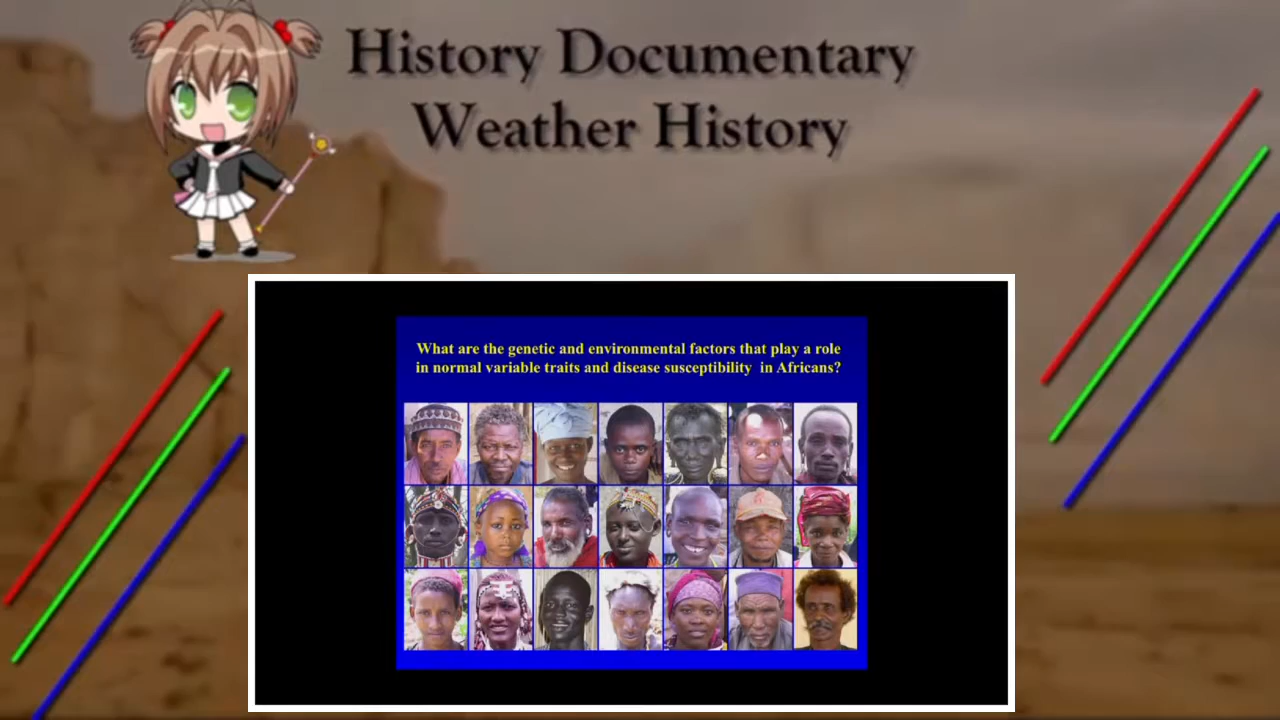 History Documentary
Weather History
What are the genetic and environmental factors that play a role
in normal variable traits and disease susceptibility in Africans?